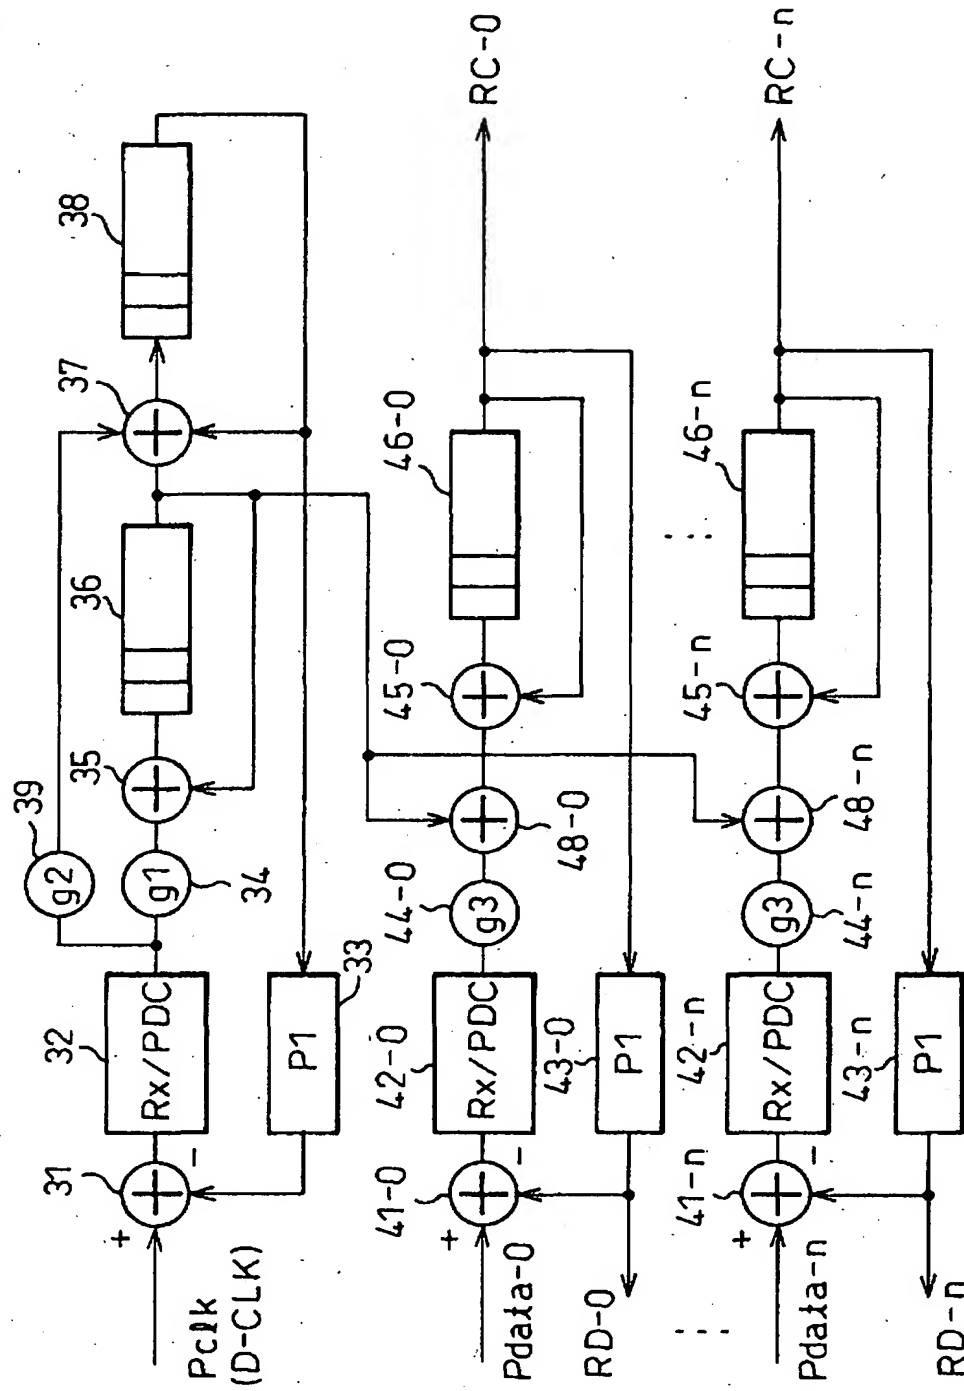 Pclk
(D-CLK)
+
-
31
32
Rx/PDC
P1
33
39
g2
g1
34
35
36
37
38
Pdata-0
RD-0
+
-
41-0
42-0
Rx/PDC
43-0
P1
44-0
g3
48-0
45-0
46-0
RC-0
⋮
⋮
Pdata-n
RD-n
+
-
41-n
42-n
Rx/PDC
43-n
P1
44-n
g3
48-n
45-n
46-n
RC-n